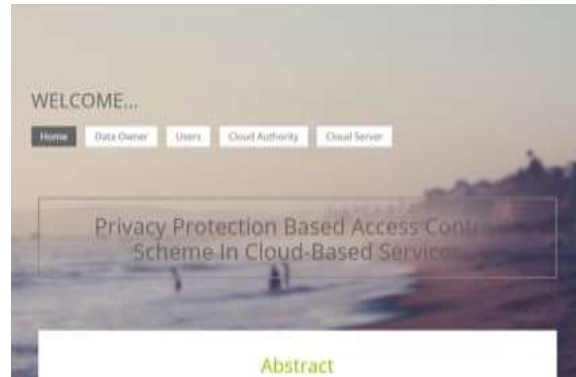 WELCOME...
Home Data Owner Users Cloud Authority Cloud Server
Privacy Protection Based Access Control
Scheme In Cloud-Based Services
Abstract